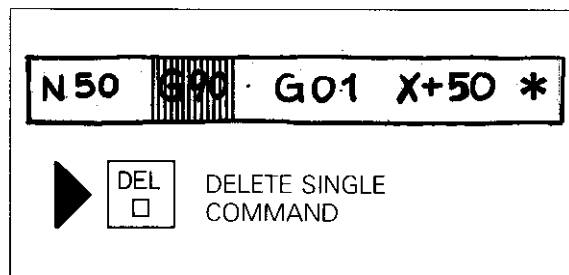 N50 G90 G01 X+50 *
DEL DELETE SINGLE
□ COMMAND